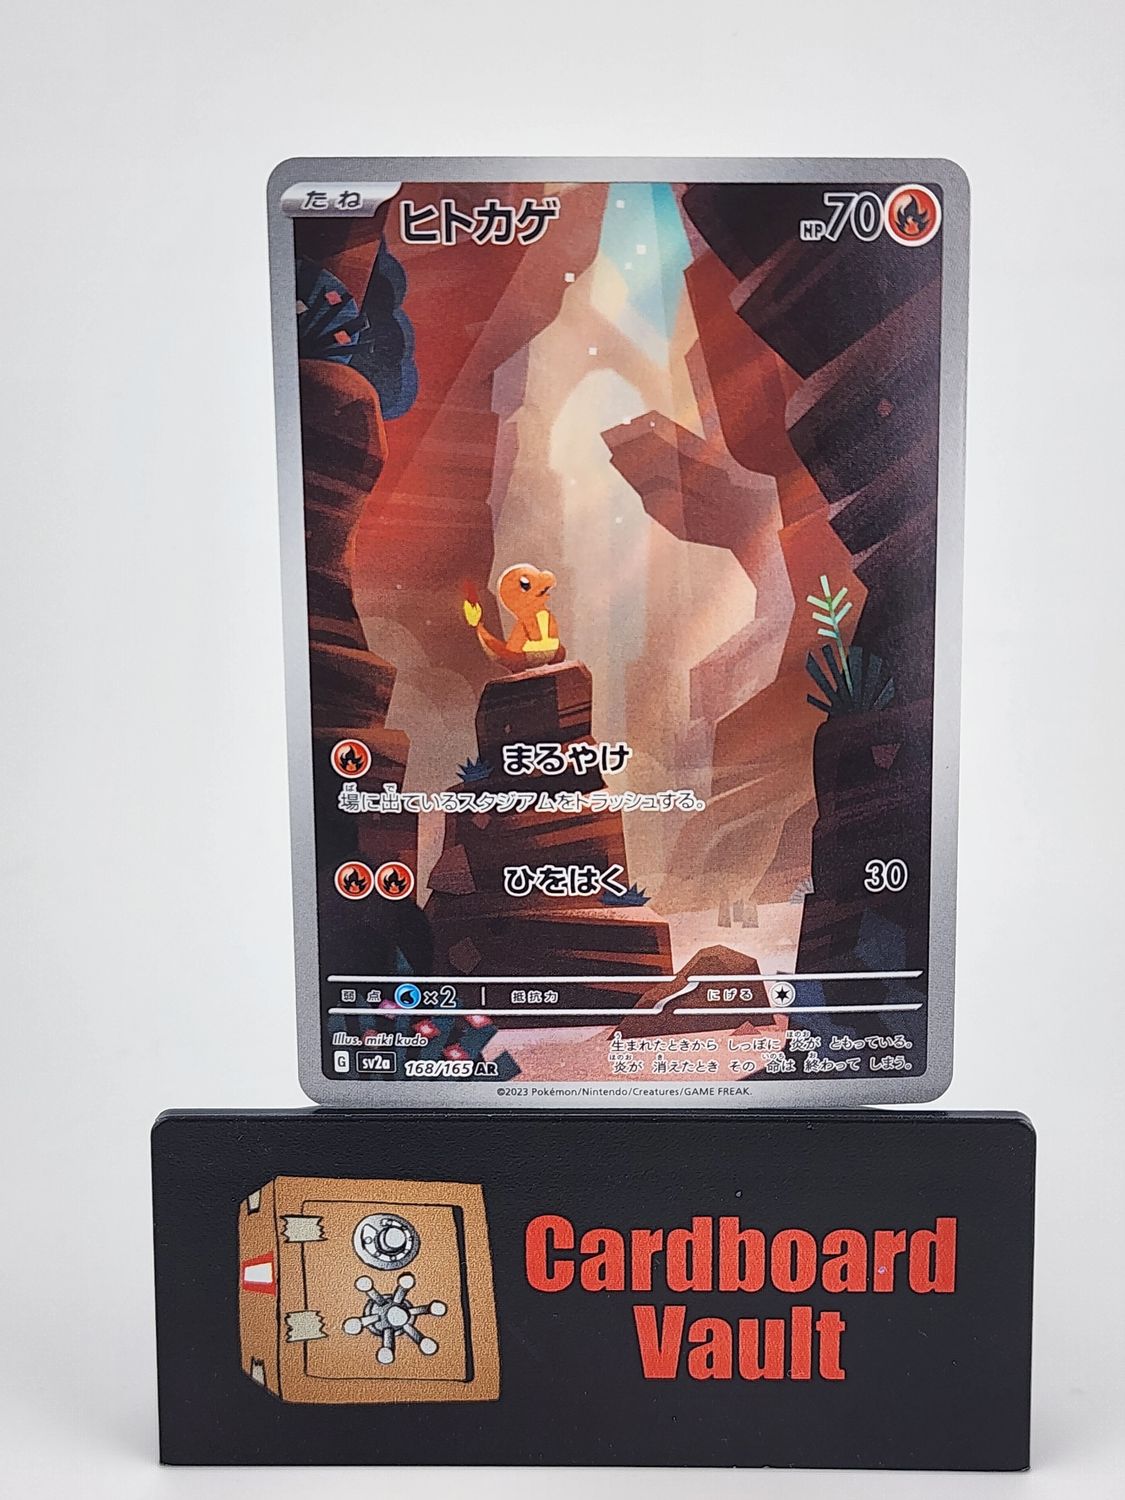 たね
ヒトカゲ
HP70
まるやけ
場に出ているスタジアムをトラッシュする。
ひをはく 30
弱点 ×2 抵抗力 にげる
Illus. miki kudo
生まれたときから しっぽに 炎が ともっている。
炎が 消えたとき その 命は 終わって しまう。
G sv2a 168/165 AR
©2023 Pokémon/Nintendo/Creatures/GAME FREAK.
Cardboard
Vault